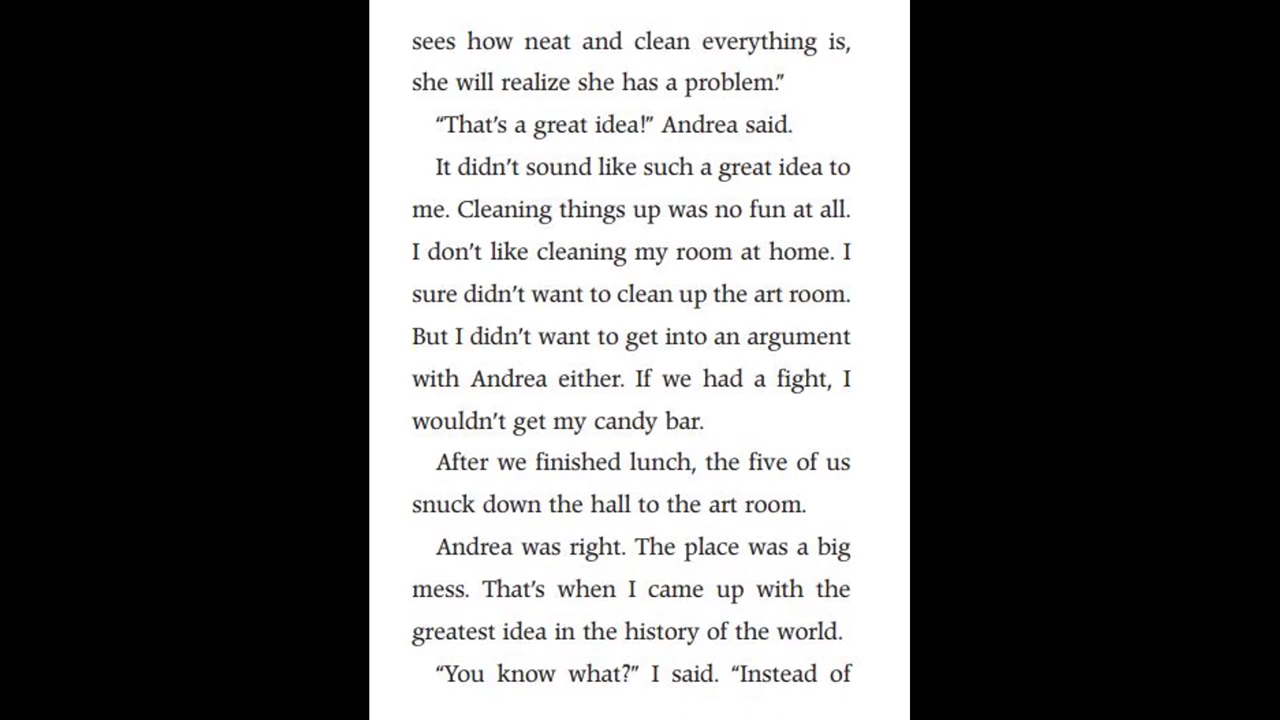 sees how neat and clean everything is,
she will realize she has a problem.”
“That’s a great idea!” Andrea said.
It didn’t sound like such a great idea to
me. Cleaning things up was no fun at all.
I don’t like cleaning my room at home. I
sure didn’t want to clean up the art room.
But I didn’t want to get into an argument
with Andrea either. If we had a fight, I
wouldn’t get my candy bar.
After we finished lunch, the five of us
snuck down the hall to the art room.
Andrea was right. The place was a big
mess. That’s when I came up with the
greatest idea in the history of the world.
“You know what?” I said. “Instead of